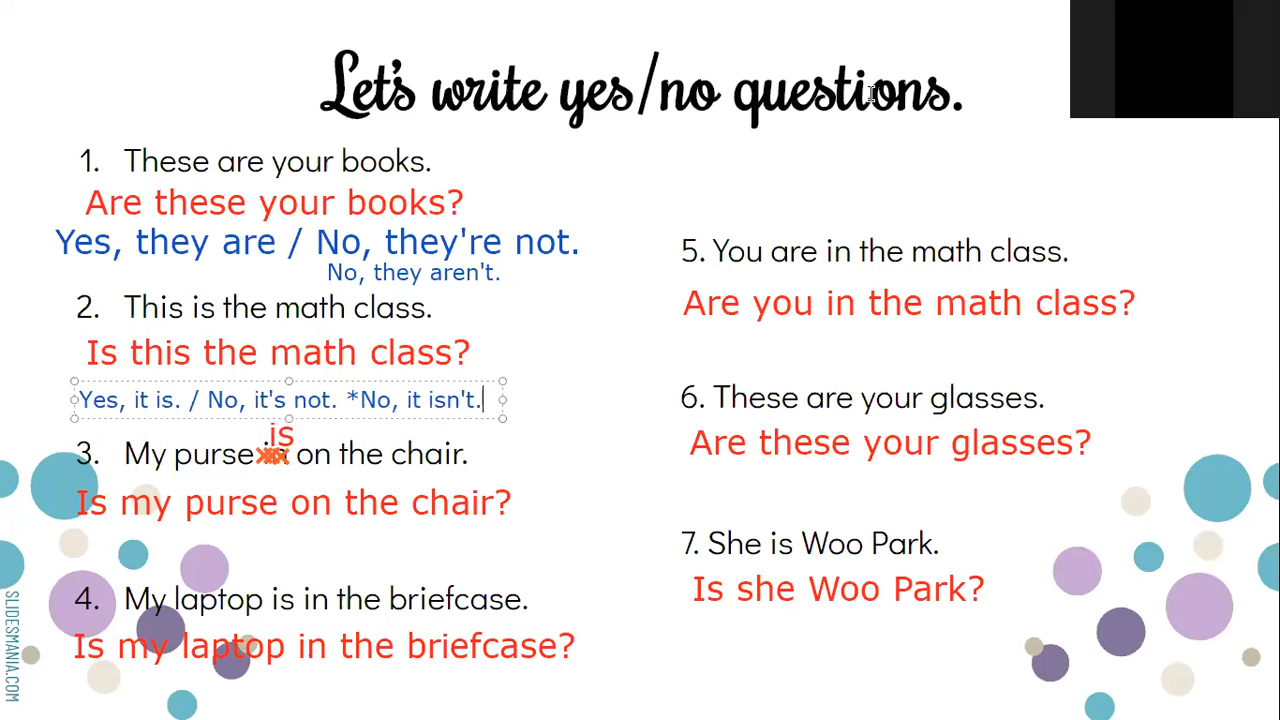 Let's write yes/no questions.
1. These are your books.
Are these your books?
Yes, they are / No, they're not.
No, they aren't.
2. This is the math class.
Is this the math class?
Yes, it is. / No, it's not. *No, it isn't.
is
3. My purse on the chair.
Is my purse on the chair?
4. My laptop is in the briefcase.
Is my laptop in the briefcase?
5. You are in the math class.
Are you in the math class?
6. These are your glasses.
Are these your glasses?
7. She is Woo Park.
Is she Woo Park?
SLIDESMANIA.COM